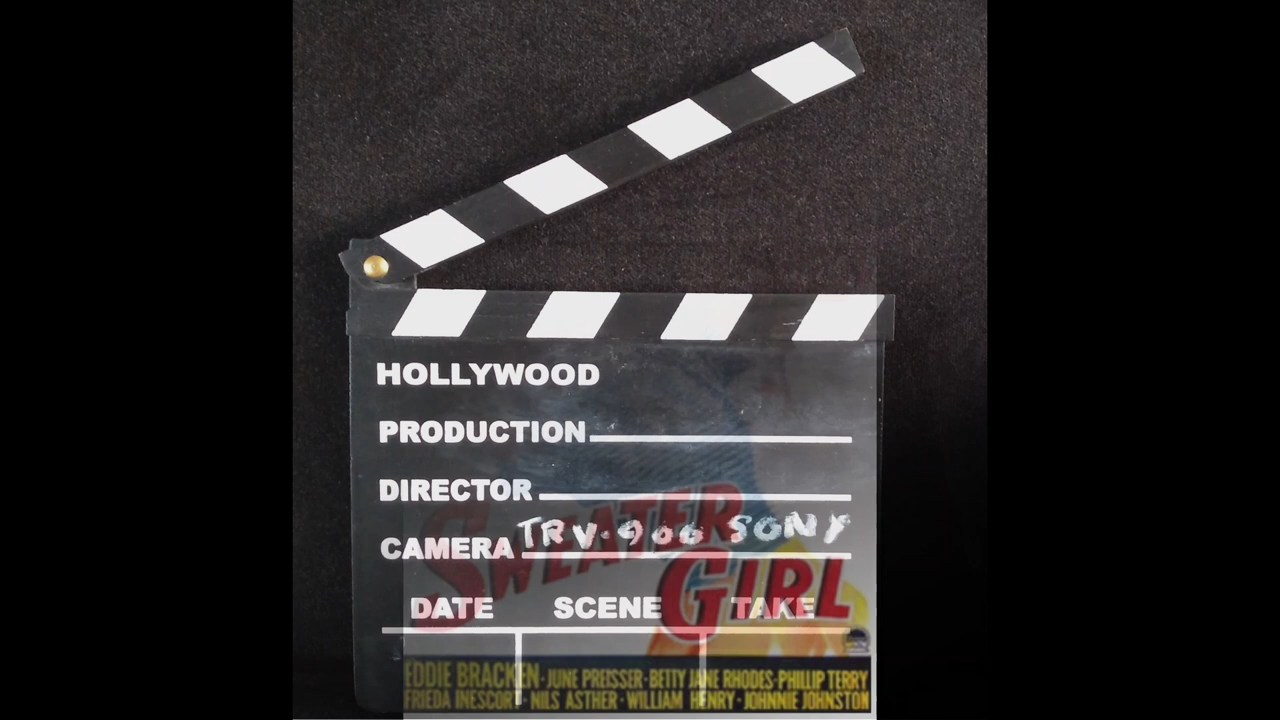 HOLLYWOOD
PRODUCTION
DIRECTOR
TRV-900 SONY
CAMERA
SWEATER
GIRL
DATE SCENE TAKE
EDDIE BRACKEN · JUNE PREISSER · BETTY JANE RHODES · PHILLIP TERRY
FRIEDA INESCORT · NILS ASTHER · WILLIAM HENRY · JOHNNIE JOHNSTON